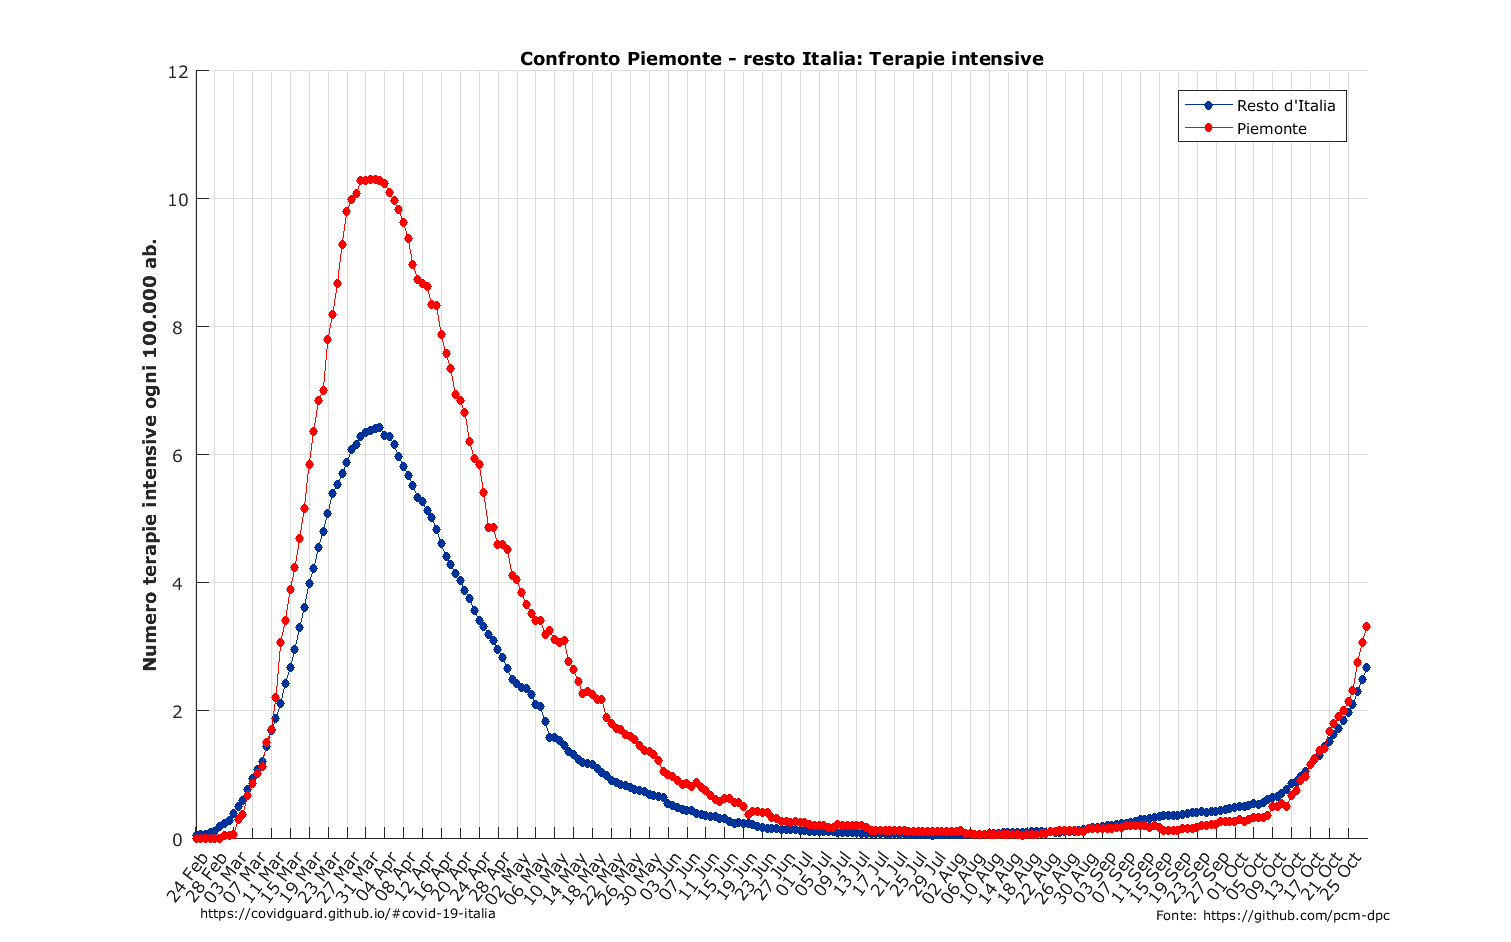 Confronto Piemonte - resto Italia: Terapie intensive
Resto d'Italia
Piemonte
Numero terapie intensive ogni 100.000 ab.
12
10
8
6
4
2
0
24 Feb
28 Feb
03 Mar
07 Mar
11 Mar
15 Mar
19 Mar
23 Mar
27 Mar
31 Mar
04 Apr
08 Apr
12 Apr
16 Apr
20 Apr
24 Apr
28 Apr
02 May
06 May
10 May
14 May
18 May
22 May
26 May
30 May
03 Jun
07 Jun
11 Jun
15 Jun
19 Jun
23 Jun
27 Jun
01 Jul
05 Jul
09 Jul
13 Jul
17 Jul
21 Jul
25 Jul
29 Jul
02 Aug
06 Aug
10 Aug
14 Aug
18 Aug
22 Aug
26 Aug
30 Aug
03 Sep
07 Sep
11 Sep
15 Sep
19 Sep
23 Sep
27 Sep
01 Oct
05 Oct
09 Oct
13 Oct
17 Oct
21 Oct
25 Oct
https://covidguard.github.io/#covid-19-italia
Fonte: https://github.com/pcm-dpc